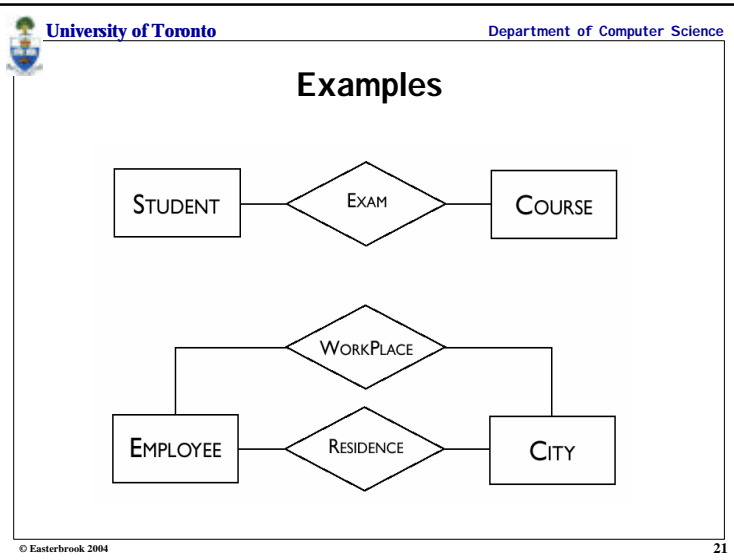 University of Toronto Department of Computer Science
Examples
STUDENT EXAM COURSE
WORKPLACE
EMPLOYEE RESIDENCE CITY
© Easterbrook 2004 21